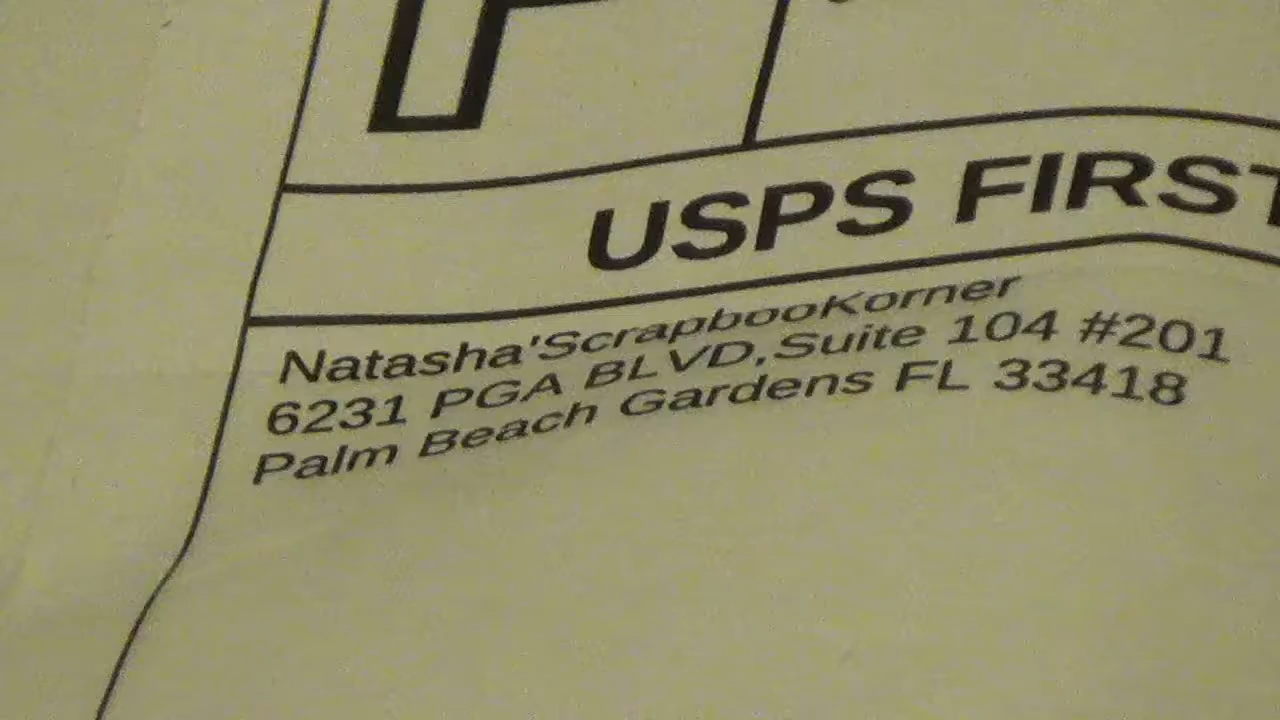 F
USPS FIRST
Natasha'ScrapbooKorner
6231 PGA BLVD,Suite 104 #201
Palm Beach Gardens FL 33418